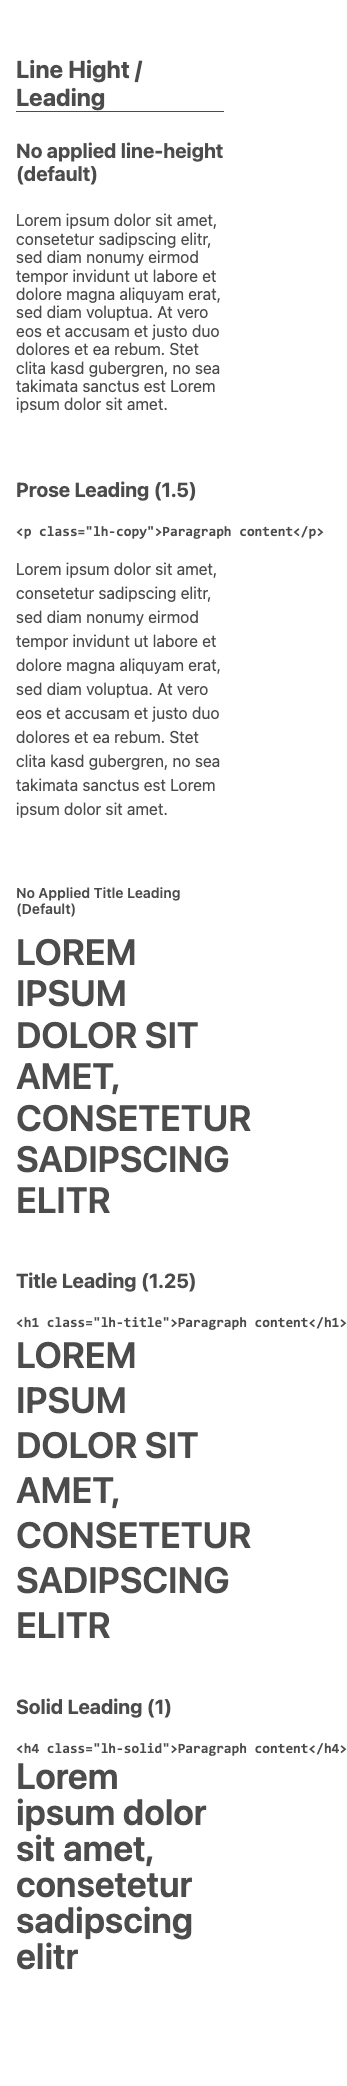 Line Hight /
Leading
No applied line-height
(default)
Lorem ipsum dolor sit amet,
consetetur sadipscing elitr,
sed diam nonumy eirmod
tempor invidunt ut labore et
dolore magna aliquyam erat,
sed diam voluptua. At vero
eos et accusam et justo duo
dolores et ea rebum. Stet
clita kasd gubergren, no sea
takimata sanctus est Lorem
ipsum dolor sit amet.
Prose Leading (1.5)
<p class="lh-copy">Paragraph content</p>
Lorem ipsum dolor sit amet,
consetetur sadipscing elitr,
sed diam nonumy eirmod
tempor invidunt ut labore et
dolore magna aliquyam erat,
sed diam voluptua. At vero
eos et accusam et justo duo
dolores et ea rebum. Stet
clita kasd gubergren, no sea
takimata sanctus est Lorem
ipsum dolor sit amet.
No Applied Title Leading
(Default)
LOREM
IPSUM
DOLOR SIT
AMET,
CONSETETUR
SADIPSCING
ELITR
Title Leading (1.25)
<h1 class="lh-title">Paragraph content</h1>
LOREM
IPSUM
DOLOR SIT
AMET,
CONSETETUR
SADIPSCING
ELITR
Solid Leading (1)
<h4 class="lh-solid">Paragraph content</h4>
Lorem
ipsum dolor
sit amet,
consetetur
sadipscing
elitr